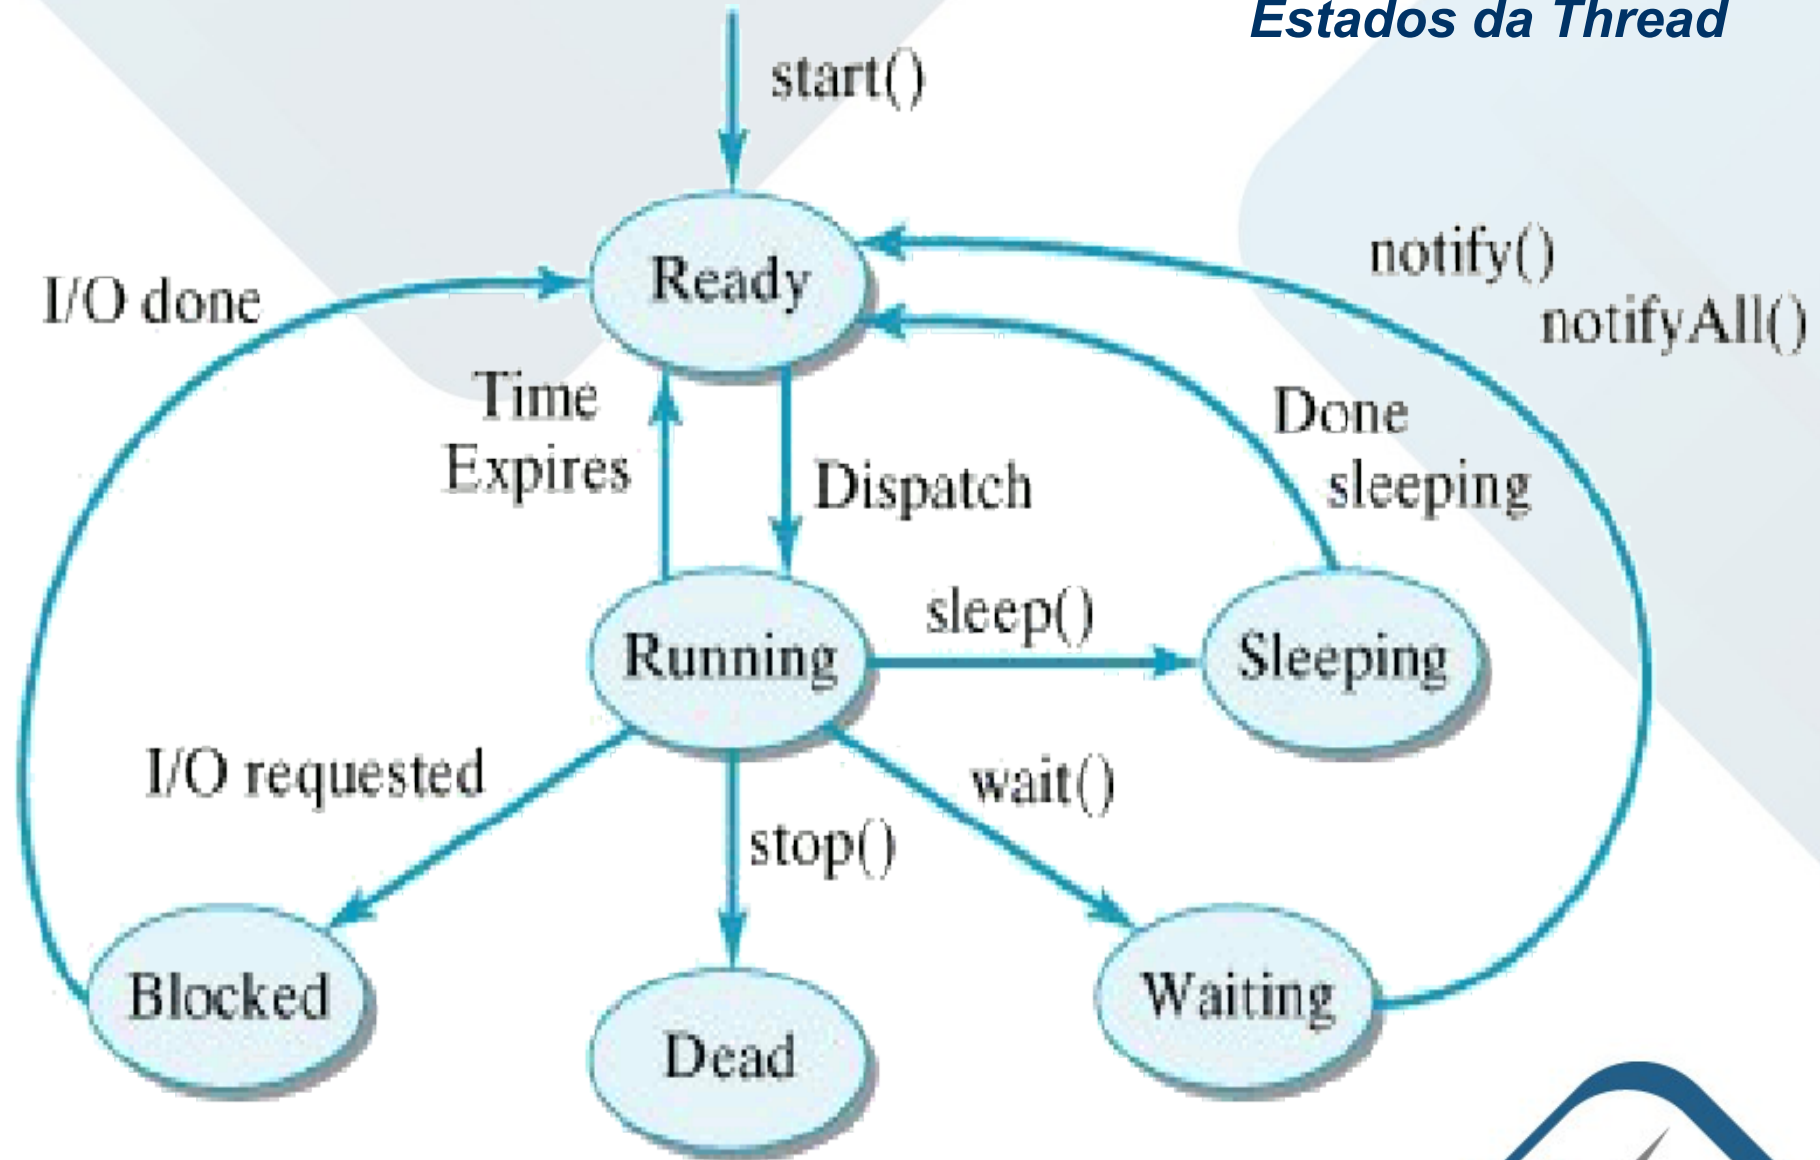 Estados da Thread
start()
Ready
notify()
notifyAll()
I/O done
Time
Expires
Dispatch
Done
sleeping
Running
sleep()
Sleeping
I/O requested
stop()
wait()
Blocked
Dead
Waiting